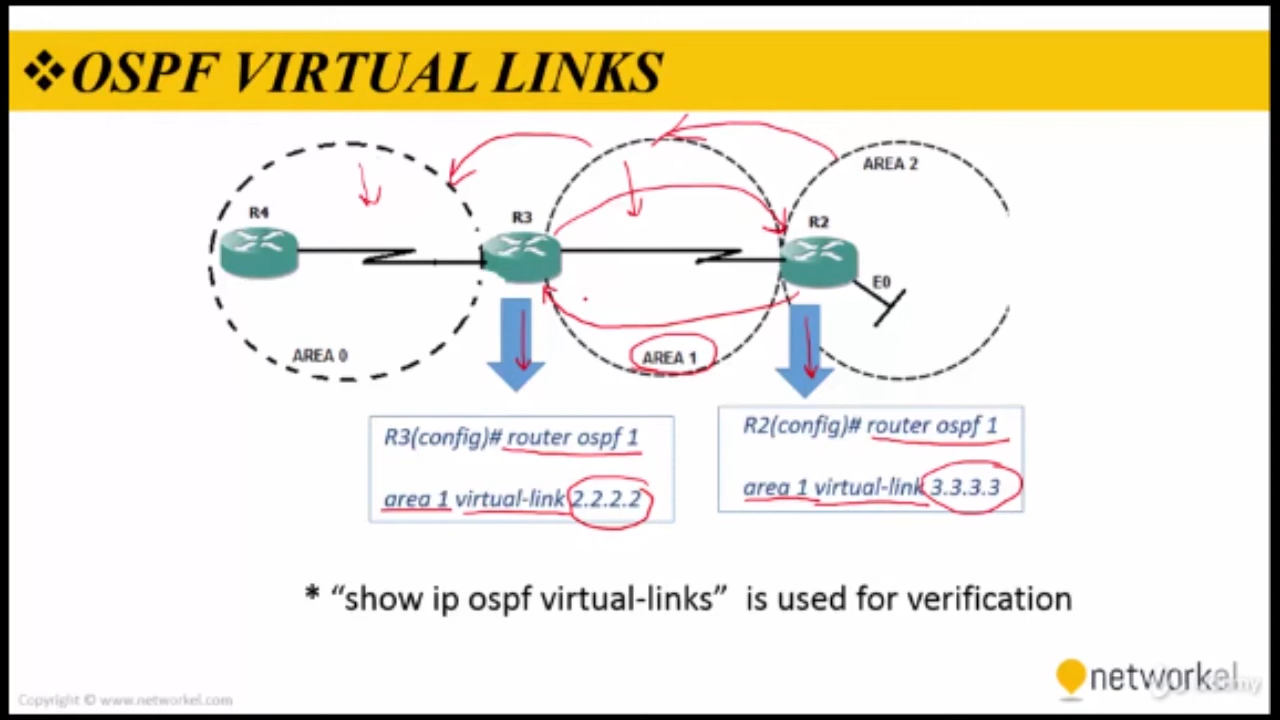 ❖OSPF VIRTUAL LINKS
AREA 2
R4
R3
R2
E0
AREA 0
AREA 1
R3(config)# router ospf 1
area 1 virtual-link 2.2.2.2
R2(config)# router ospf 1
area 1 virtual-link 3.3.3.3
* “show ip ospf virtual-links” is used for verification
networkel
Copyright © www.networkel.com